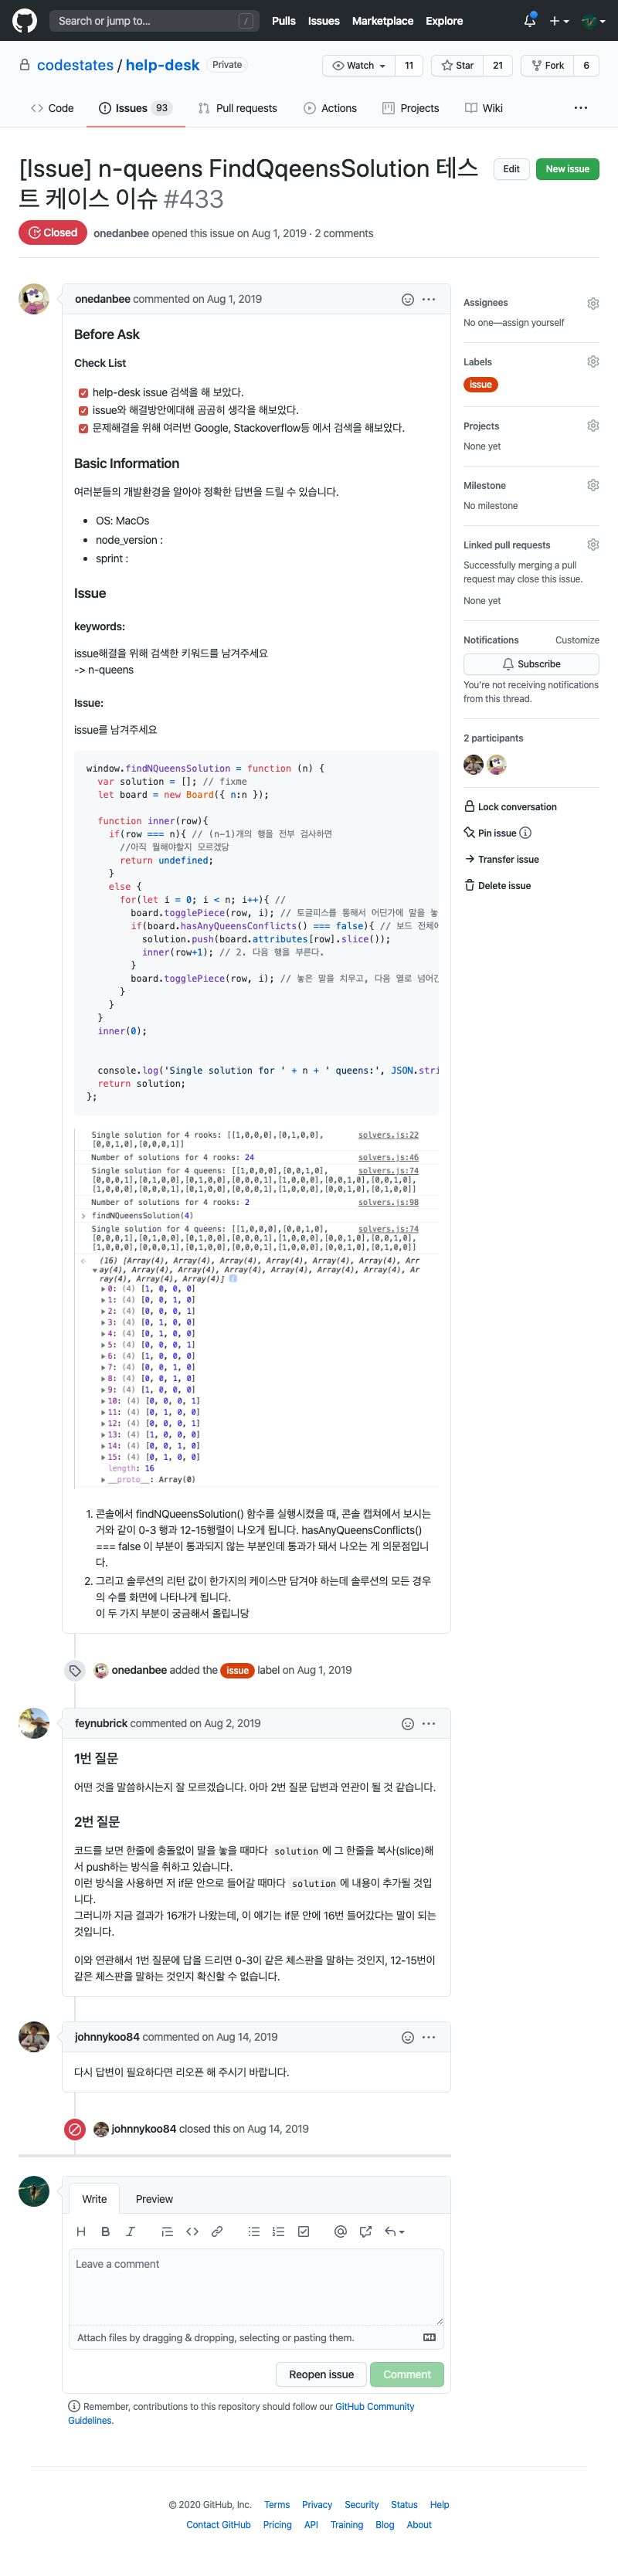 Search or jump to... /
Pulls Issues Marketplace Explore
codestates / help-desk Private
Watch 11 Star 21 Fork 6
Code Issues 93 Pull requests Actions Projects Wiki
[Issue] n-queens FindQqeensSolution 테스
트 케이스 이슈 #433
Edit New issue
Closed onedanbee opened this issue on Aug 1, 2019 · 2 comments
onedanbee commented on Aug 1, 2019
Before Ask
Check List
help-desk issue 검색을 해 보았다.
issue와 해결방안에대해 곰곰히 생각을 해보았다.
문제해결을 위해 여러번 Google, Stackoverflow등 에서 검색을 해보았다.
Basic Information
여러분들의 개발환경을 알아야 정확한 답변을 드릴 수 있습니다.
• OS: MacOs
• node_version :
• sprint :
Issue
keywords:
issue해결을 위해 검색한 키워드를 남겨주세요
-> n-queens
Issue:
issue를 남겨주세요
window.findNQueensSolution = function (n) {
var solution = []; // fixme
let board = new Board({ n:n });
function inner(row){
if(row === n){ // (n-1)개의 행을 전부 검사하면
//아직 뭘해야할지 모르겠당
return undefined;
}
else {
for(let i = 0; i < n; i++){ //
board.togglePiece(row, i); // 토글피스를 통해서 어딘가에 말을 놓
if(board.hasAnyQueensConflicts() === false){ // 보드 전체에
solution.push(board.attributes[row].slice());
inner(row+1); // 2. 다음 행을 부른다.
}
board.togglePiece(row, i); // 놓은 말을 치우고, 다음 열로 넘어간
}
}
}
inner(0);
console.log('Single solution for ' + n + ' queens:', JSON.stri
return solution;
};
Single solution for 4 rooks: [[1,0,0,0],[0,1,0,0], solvers.js:22
[0,0,1,0],[0,0,0,1]]
Number of solutions for 4 rooks: 24 solvers.js:46
Single solution for 4 queens: [[1,0,0,0],[0,0,1,0], solvers.js:74
[0,0,0,1],[0,1,0,0],[0,1,0,0],[0,0,0,1],[1,0,0,0],[0,0,1,0],[0,0,1,0],
[1,0,0,0],[0,0,0,1],[0,1,0,0],[0,0,0,1],[1,0,0,0],[0,0,1,0],[0,1,0,0]]
Number of solutions for 4 rooks: 2 solvers.js:98
> findNQueensSolution(4)
Single solution for 4 queens: [[1,0,0,0],[0,0,1,0], solvers.js:74
[0,0,0,1],[0,1,0,0],[0,1,0,0],[0,0,0,1],[1,0,0,0],[0,0,1,0],[0,0,1,0],
[1,0,0,0],[0,0,0,1],[0,1,0,0],[0,0,0,1],[1,0,0,0],[0,0,1,0],[0,1,0,0]]
(16) [Array(4), Array(4), Array(4), Array(4), Array(4), Array(4), Arr
ay(4), Array(4), Array(4), Array(4), Array(4), Array(4), Array(4), Ar
ray(4), Array(4), Array(4)]
0: (4) [1, 0, 0, 0]
1: (4) [0, 0, 1, 0]
2: (4) [0, 0, 0, 1]
3: (4) [0, 1, 0, 0]
4: (4) [0, 1, 0, 0]
5: (4) [0, 0, 0, 1]
6: (4) [1, 0, 0, 0]
7: (4) [0, 0, 1, 0]
8: (4) [0, 0, 1, 0]
9: (4) [1, 0, 0, 0]
10: (4) [0, 0, 0, 1]
11: (4) [0, 1, 0, 0]
12: (4) [0, 0, 0, 1]
13: (4) [1, 0, 0, 0]
14: (4) [0, 0, 1, 0]
15: (4) [0, 1, 0, 0]
length: 16
__proto__: Array(0)
1. 콘솔에서 findNQueensSolution() 함수를 실행시켰을 때, 콘솔 캡쳐에서 보시는
거와 같이 0-3 행과 12-15행렬이 나오게 됩니다. hasAnyQueensConflicts()
=== false 이 부분이 통과되지 않는 부분인데 통과가 돼서 나오는 게 의문점입니
다.
2. 그리고 솔루션의 리턴 값이 한가지의 케이스만 담겨야 하는데 솔루션의 모든 경우
의 수를 화면에 나타나게 됩니다.
이 두 가지 부분이 궁금해서 올립니당
onedanbee added the issue label on Aug 1, 2019
feynubrick commented on Aug 2, 2019
1번 질문
어떤 것을 말씀하시는지 잘 모르겠습니다. 아마 2번 질문 답변과 연관이 될 것 같습니다.
2번 질문
코드를 보면 한줄에 충돌없이 말을 놓을 때마다 solution 에 그 한줄을 복사(slice)해
서 push하는 방식을 취하고 있습니다.
이런 방식을 사용하면 저 if문 안으로 들어갈 때마다 solution 에 내용이 추가될 것입
니다.
그러니까 지금 결과가 16개가 나왔는데, 이 얘기는 if문 안에 16번 들어갔다는 말이 되는
것입니다.
이와 연관해서 1번 질문에 답을 드리면 0-3이 같은 체스판을 말하는 것인지, 12-15번이
같은 체스판을 말하는 것인지 확신할 수 없습니다.
johnnykoo84 commented on Aug 14, 2019
다시 답변이 필요하다면 리오픈 해 주시기 바랍니다.
johnnykoo84 closed this on Aug 14, 2019
Write Preview
Leave a comment
Attach files by dragging & dropping, selecting or pasting them.
Reopen issue Comment
Remember, contributions to this repository should follow our GitHub Community
Guidelines.
Assignees
No one—assign yourself
Labels
issue
Projects
None yet
Milestone
No milestone
Linked pull requests
Successfully merging a pull
request may close this issue.
None yet
Notifications Customize
Subscribe
You're not receiving notifications
from this thread.
2 participants
Lock conversation
Pin issue
Transfer issue
Delete issue
© 2020 GitHub, Inc. Terms Privacy Security Status Help
Contact GitHub Pricing API Training Blog About